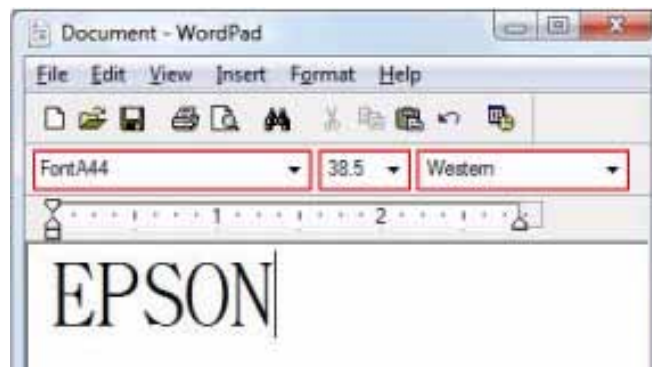 Document - WordPad
File Edit View Insert Format Help
FontA44 38.5 Western
1 2
EPSON